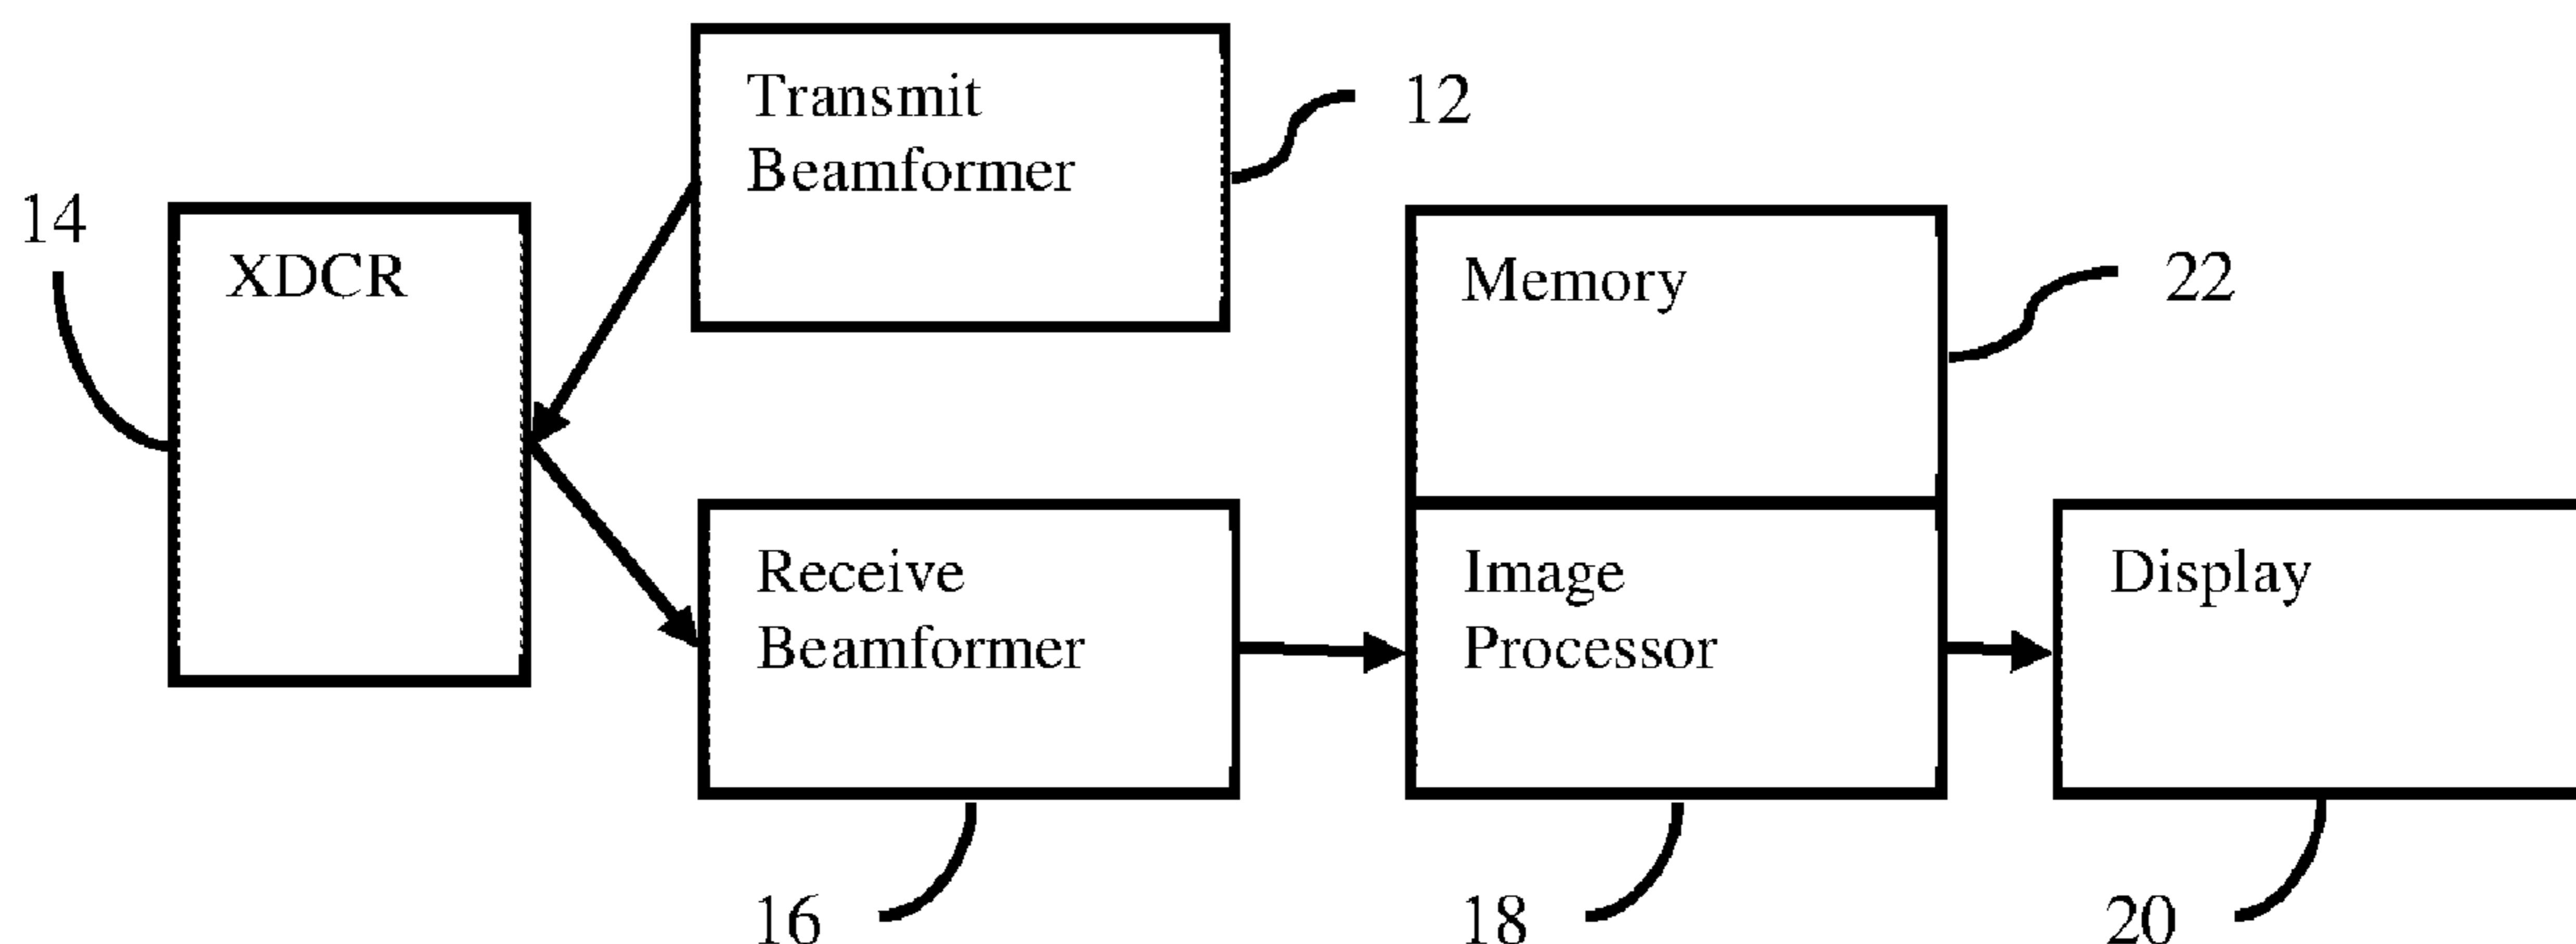 Transmit
Beamformer
12
14
XDCR
Memory
22
Receive
Beamformer
Image
Processor
Display
16
18
20